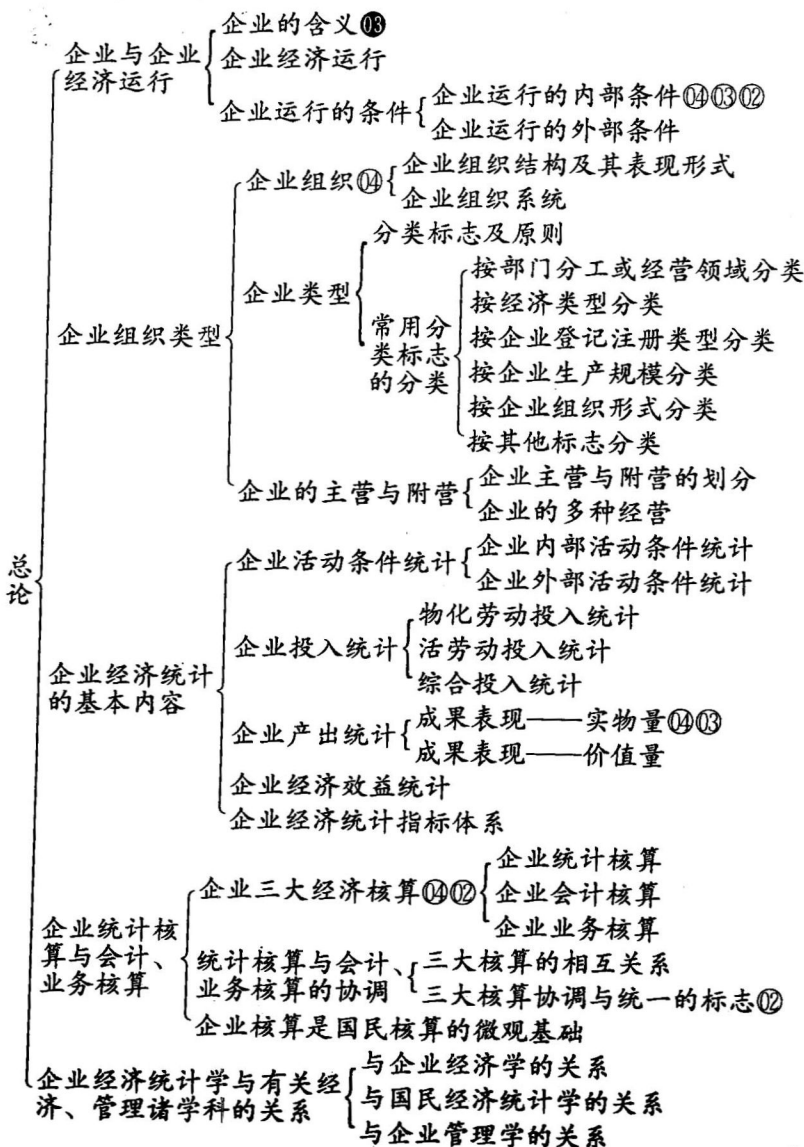 总论
企业与企业
经济运行
企业的含义03
企业经济运行
企业运行的条件
企业运行的内部条件04 03 02
企业运行的外部条件
企业组织类型
企业组织04
企业组织结构及其表现形式
企业组织系统
企业类型
分类标志及原则
常用分
类标志
的分类
按部门分工或经营领域分类
按经济类型分类
按企业登记注册类型分类
按企业生产规模分类
按企业组织形式分类
按其他标志分类
企业的主营与附营
企业主营与附营的划分
企业的多种经营
企业经济统计
的基本内容
企业活动条件统计
企业内部活动条件统计
企业外部活动条件统计
企业投入统计
物化劳动投入统计
活劳动投入统计
综合投入统计
企业产出统计
成果表现——实物量04 03
成果表现——价值量
企业经济效益统计
企业经济统计指标体系
企业统计核
算与会计、
业务核算
企业三大经济核算04 02
企业统计核算
企业会计核算
企业业务核算
统计核算与会计、
业务核算的协调
三大核算的相互关系
三大核算协调与统一的标志02
企业核算是国民核算的微观基础
企业经济统计学与有关经
济、管理诸学科的关系
与企业经济学的关系
与国民经济统计学的关系
与企业管理学的关系